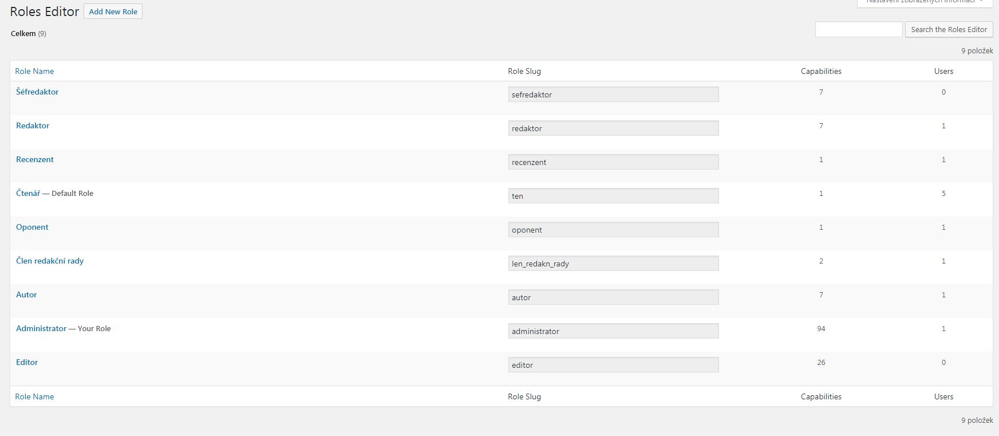 Nastavení zobrazených informací
Roles Editor Add New Role
Celkem (9)
Search the Roles Editor
9 položek
Role Name Role Slug Capabilities Users
Šéfredaktor sefredaktor 7 0
Redaktor redaktor 7 1
Recenzent recenzent 1 1
Čtenář — Default Role ten 1 5
Oponent oponent 1 1
Člen redakční rady len_redakn_rady 2 1
Autor autor 7 1
Administrator — Your Role administrator 94 1
Editor editor 26 0
Role Name Role Slug Capabilities Users
9 položek